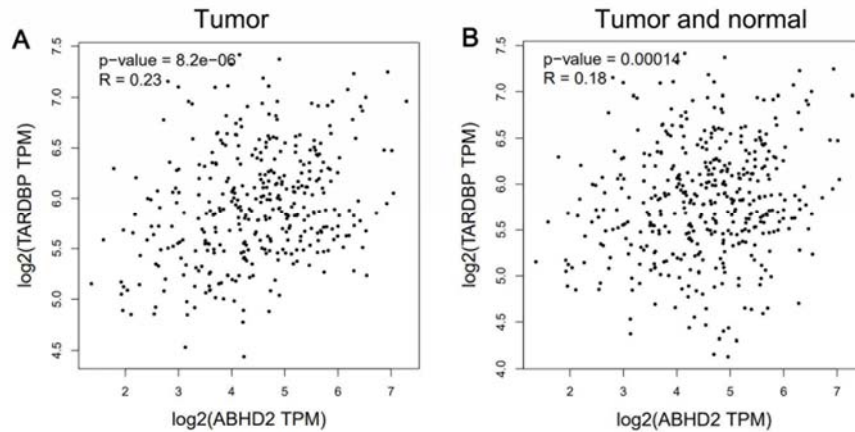 Tumor
A
p-value = 8.2e-06
R = 0.23
7.5
7.0
6.5
6.0
5.5
5.0
4.5
log2(TARDBP TPM)
2 3 4 5 6 7
log2(ABHD2 TPM)
Tumor and normal
B
p-value = 0.00014
R = 0.18
7.5
7.0
6.5
6.0
5.5
5.0
4.5
4.0
log2(TARDBP TPM)
2 3 4 5 6 7
log2(ABHD2 TPM)